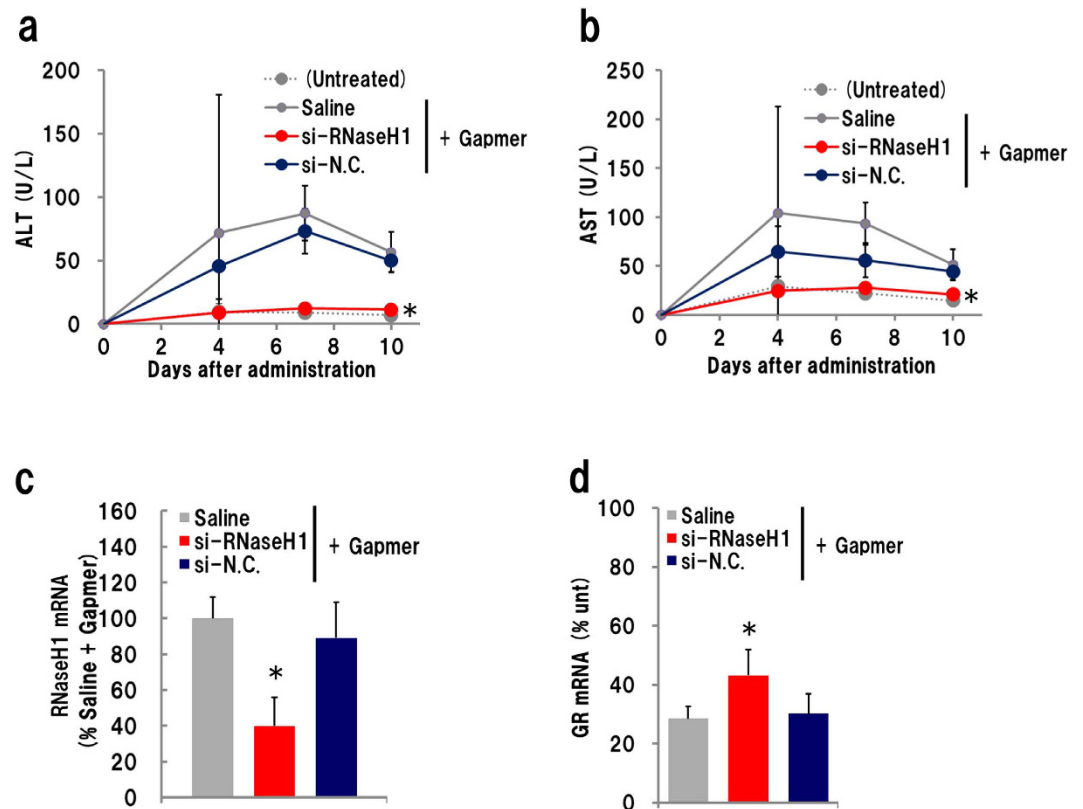 a
200
150
100
50
0
ALT (U/L)
0 2 4 6 8 10
Days after administration
(Untreated)
Saline
si-RNaseH1
si-N.C.
+ Gapmer
*
b
250
200
150
100
50
0
AST (U/L)
0 2 4 6 8 10
Days after administration
(Untreated)
Saline
si-RNaseH1
si-N.C.
+ Gapmer
*
c
160
140
120
100
80
60
40
20
0
RNaseH1 mRNA
(% Saline + Gapmer)
Saline
si-RNaseH1
si-N.C.
+ Gapmer
*
d
100
80
60
40
20
0
GR mRNA (% unt)
Saline
si-RNaseH1
si-N.C.
+ Gapmer
*